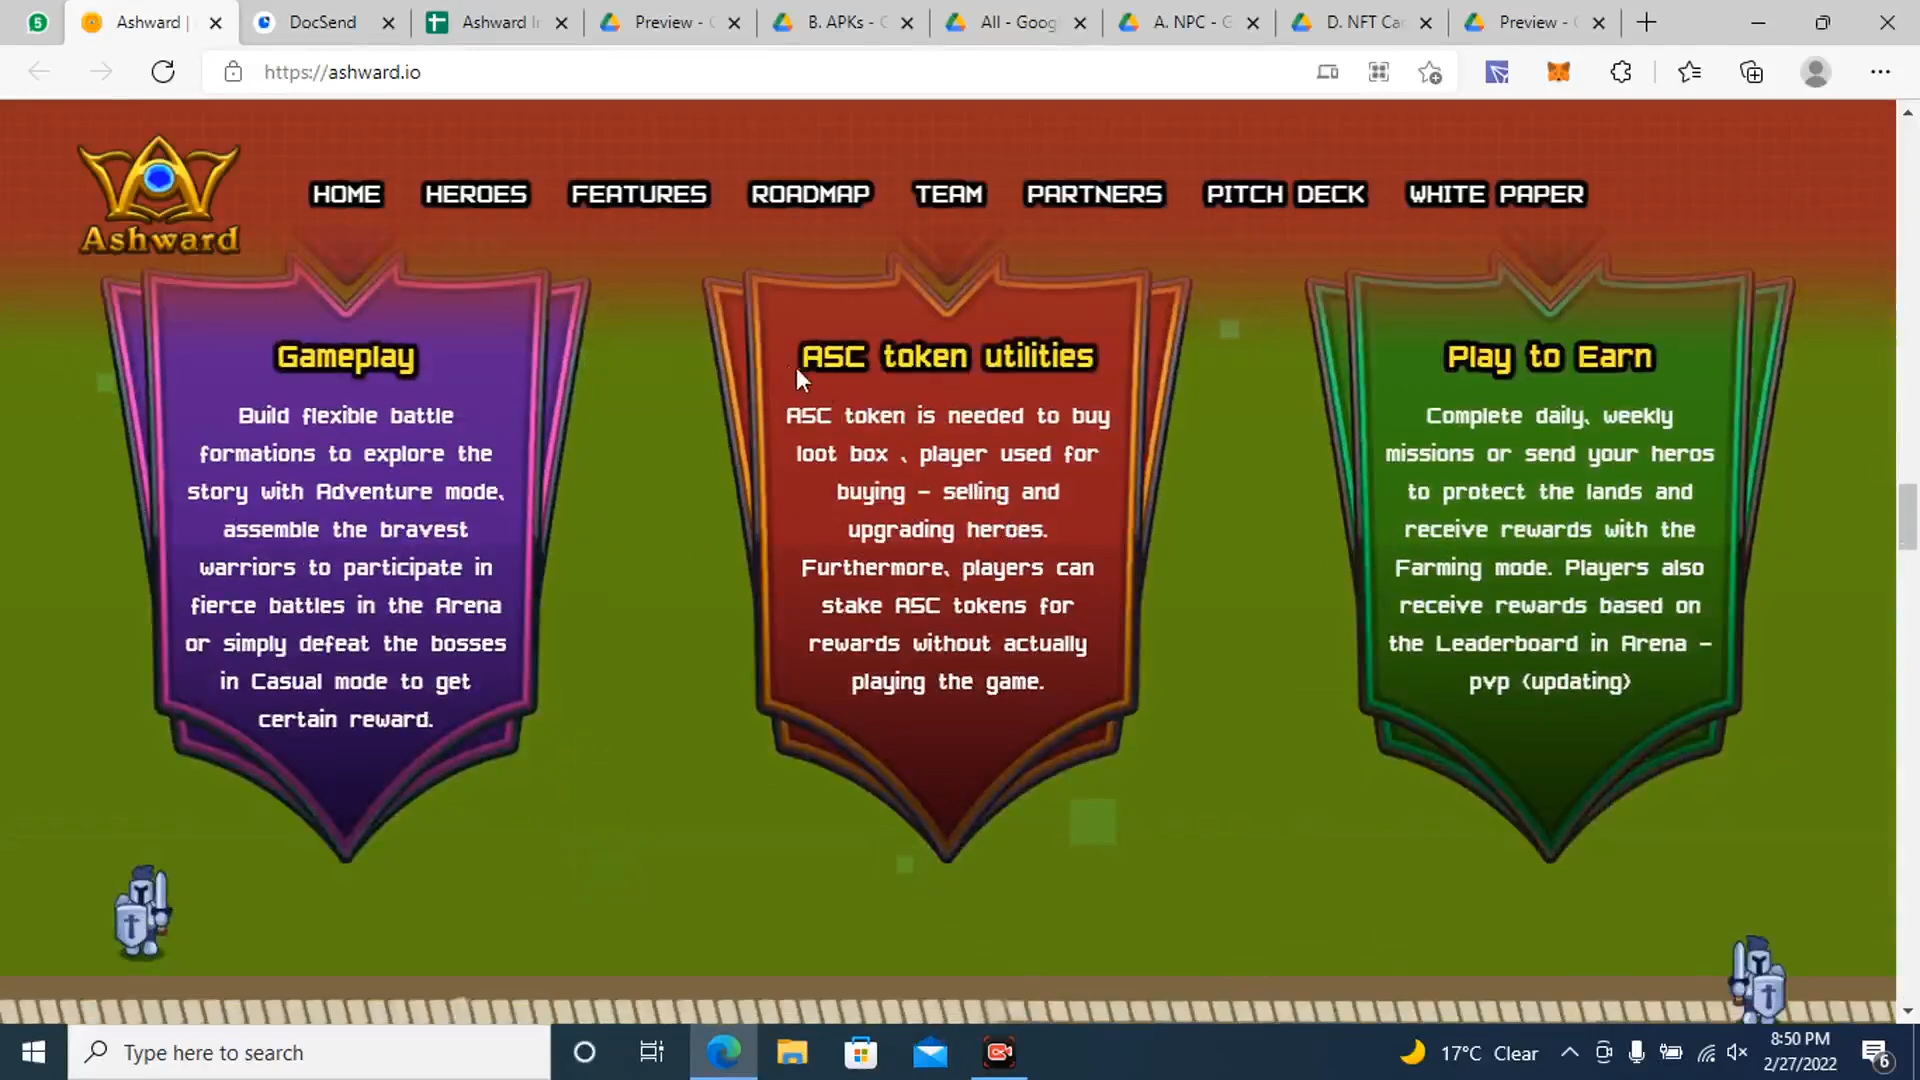 5
Ashward |
DocSend
Ashward I
Preview -
B. APKs -
All - Goog
A. NPC - G
D. NFT Ca
Preview -
https://ashward.io
Ashward
HOME HEROES FEATURES ROADMAP TEAM PARTNERS PITCH DECK WHITE PAPER
Gameplay
Build flexible battle
formations to explore the
story with Adventure mode,
assemble the bravest
warriors to participate in
fierce battles in the Arena
or simply defeat the bosses
in Casual mode to get
certain reward.
ASC token utilities
ASC token is needed to buy
loot box , player used for
buying - selling and
upgrading heroes.
Furthermore, players can
stake ASC tokens for
rewards without actually
playing the game.
Play to Earn
Complete daily, weekly
missions or send your heros
to protect the lands and
receive rewards with the
Farming mode. Players also
receive rewards based on
the Leaderboard in Arena -
pvp (updating)
Type here to search
17°C Clear
8:50 PM
2/27/2022
6